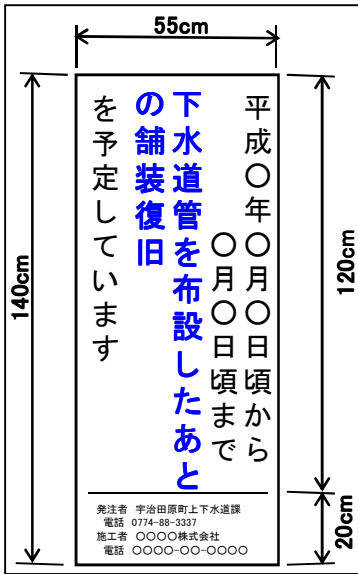 55cm
140cm
平成〇年〇月〇日頃から
〇月〇日頃まで
下水道管を布設したあと
の舗装復旧
を予定しています
120cm
発注者 宇治田原町上下水道課
電話 0774-88-3337
施工者 〇〇〇〇株式会社
電話 〇〇〇〇-〇〇-〇〇〇〇
20cm